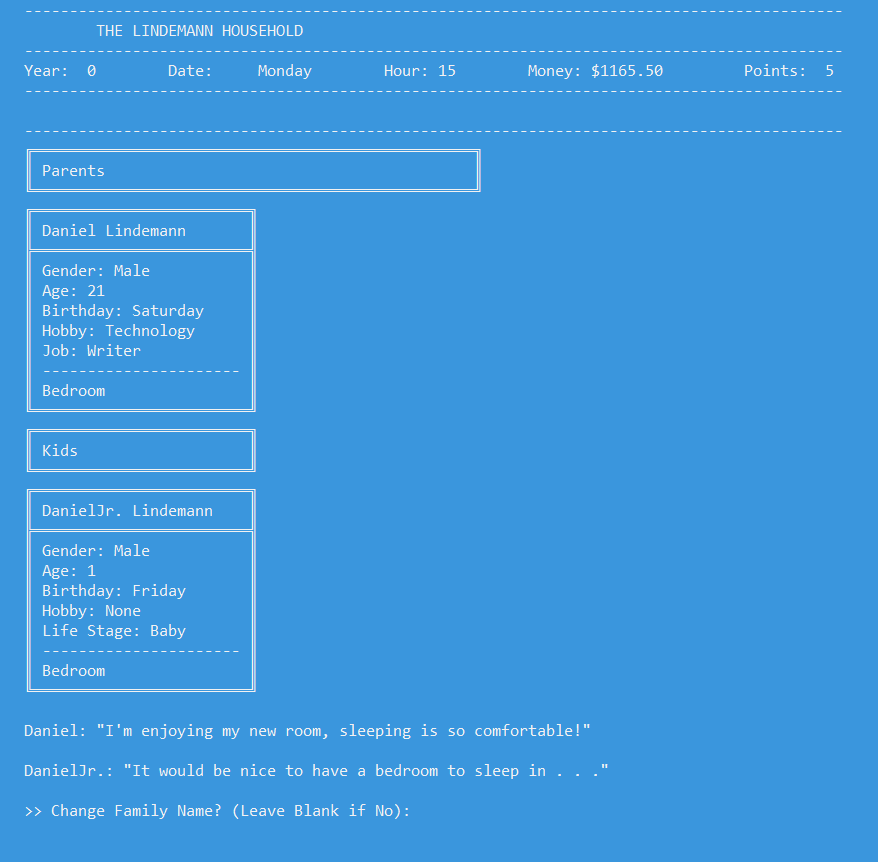 THE LINDEMANN HOUSEHOLD
Year: 0 Date: Monday Hour: 15 Money: $1165.50 Points: 5
Parents
Daniel Lindemann
Gender: Male
Age: 21
Birthday: Saturday
Hobby: Technology
Job: Writer
----------------------
Bedroom
Kids
DanielJr. Lindemann
Gender: Male
Age: 1
Birthday: Friday
Hobby: None
Life Stage: Baby
----------------------
Bedroom
Daniel: "I'm enjoying my new room, sleeping is so comfortable!"
DanielJr.: "It would be nice to have a bedroom to sleep in . . ."
>> Change Family Name? (Leave Blank if No):